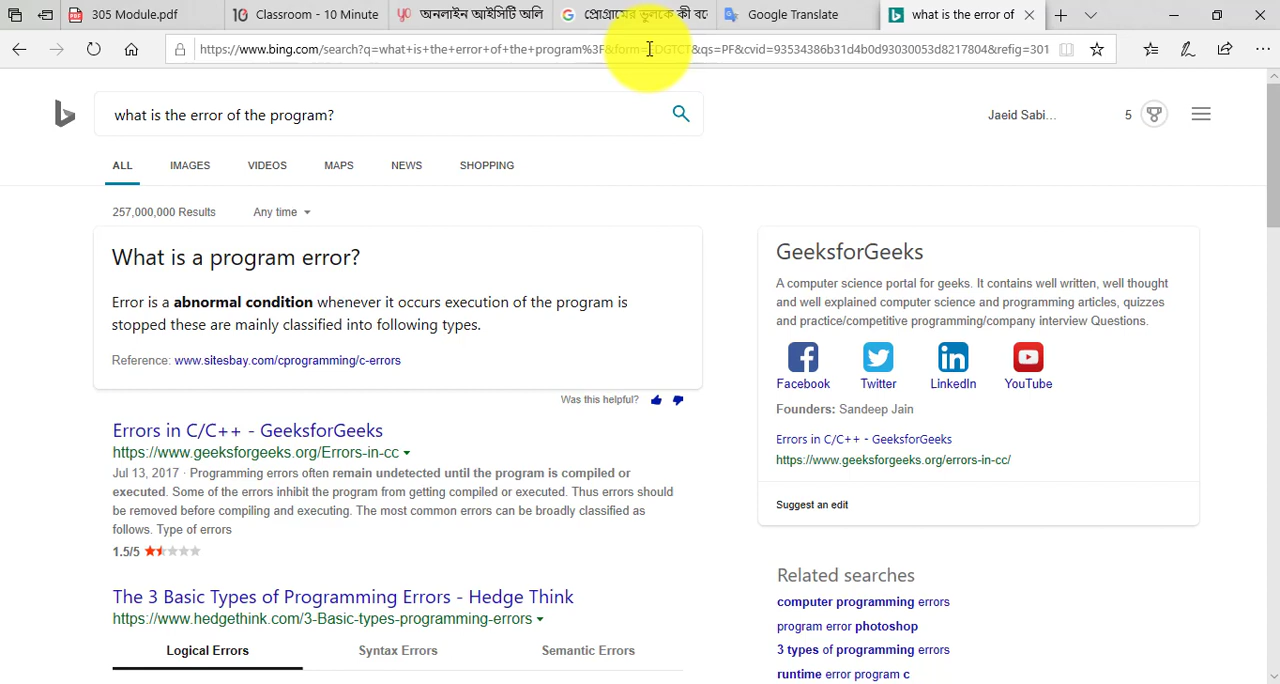 305 Module.pdf
Classroom - 10 Minute
অনলাইন আইসিটি অলি
প্রোগ্রামের ভুলকে কী বলে
Google Translate
what is the error of
https://www.bing.com/search?q=what+is+the+error+of+the+program%3F&form=EDGTCT&qs=PF&cvid=93534386b31d4b0d93030053d8217804&refig=301
what is the error of the program?
Jaeid Sabi...
5
ALL
IMAGES
VIDEOS
MAPS
NEWS
SHOPPING
257,000,000 Results
Any time
What is a program error?
Error is a abnormal condition whenever it occurs execution of the program is
stopped these are mainly classified into following types.
Reference: www.sitesbay.com/cprogramming/c-errors
Was this helpful?
Errors in C/C++ - GeeksforGeeks
https://www.geeksforgeeks.org/Errors-in-cc
Jul 13, 2017 · Programming errors often remain undetected until the program is compiled or
executed. Some of the errors inhibit the program from getting compiled or executed. Thus errors should
be removed before compiling and executing. The most common errors can be broadly classified as
follows. Type of errors
1.5/5
The 3 Basic Types of Programming Errors - Hedge Think
https://www.hedgethink.com/3-Basic-types-programming-errors
Logical Errors
Syntax Errors
Semantic Errors
GeeksforGeeks
A computer science portal for geeks. It contains well written, well thought
and well explained computer science and programming articles, quizzes
and practice/competitive programming/company interview Questions.
Facebook
Twitter
LinkedIn
YouTube
Founders: Sandeep Jain
Errors in C/C++ - GeeksforGeeks
https://www.geeksforgeeks.org/errors-in-cc/
Suggest an edit
Related searches
computer programming errors
program error photoshop
3 types of programming errors
runtime error program c